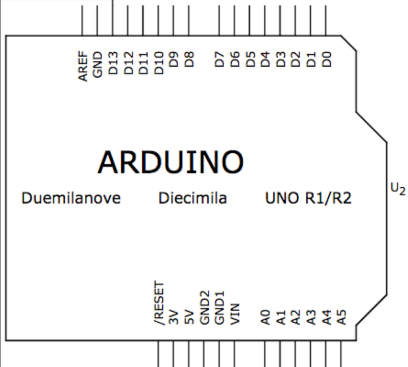 AREF GND D13 D12 D11 D10 D9 D8 D7 D6 D5 D4 D3 D2 D1 D0
ARDUINO
Duemilanove Diecimila UNO R1/R2
U2
/RESET 3V 5V GND2 GND1 VIN A0 A1 A2 A3 A4 A5